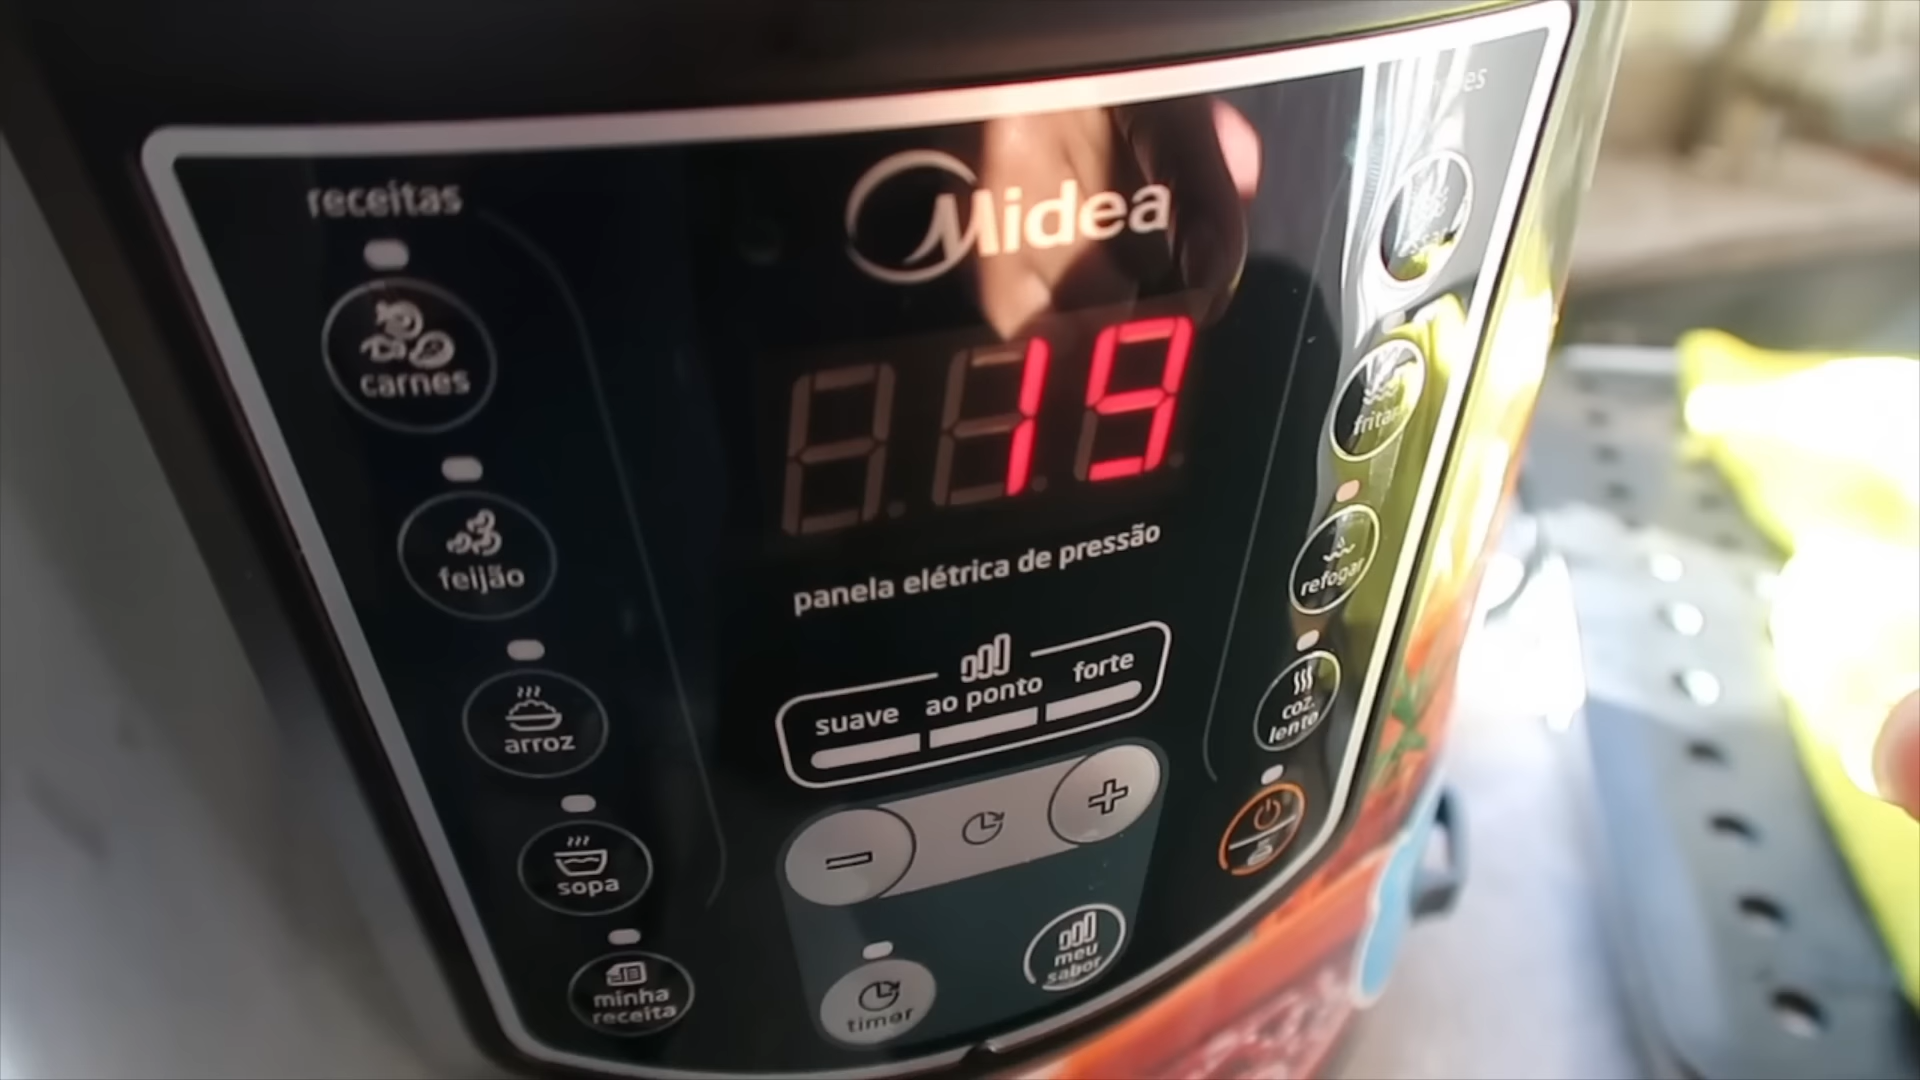 receitas
carnes
feijão
arroz
sopa
minha
receita
Midea
19
panela elétrica de pressão
suave ao ponto forte
timer
meu
sabor
fritar
refogar
coz.
lento